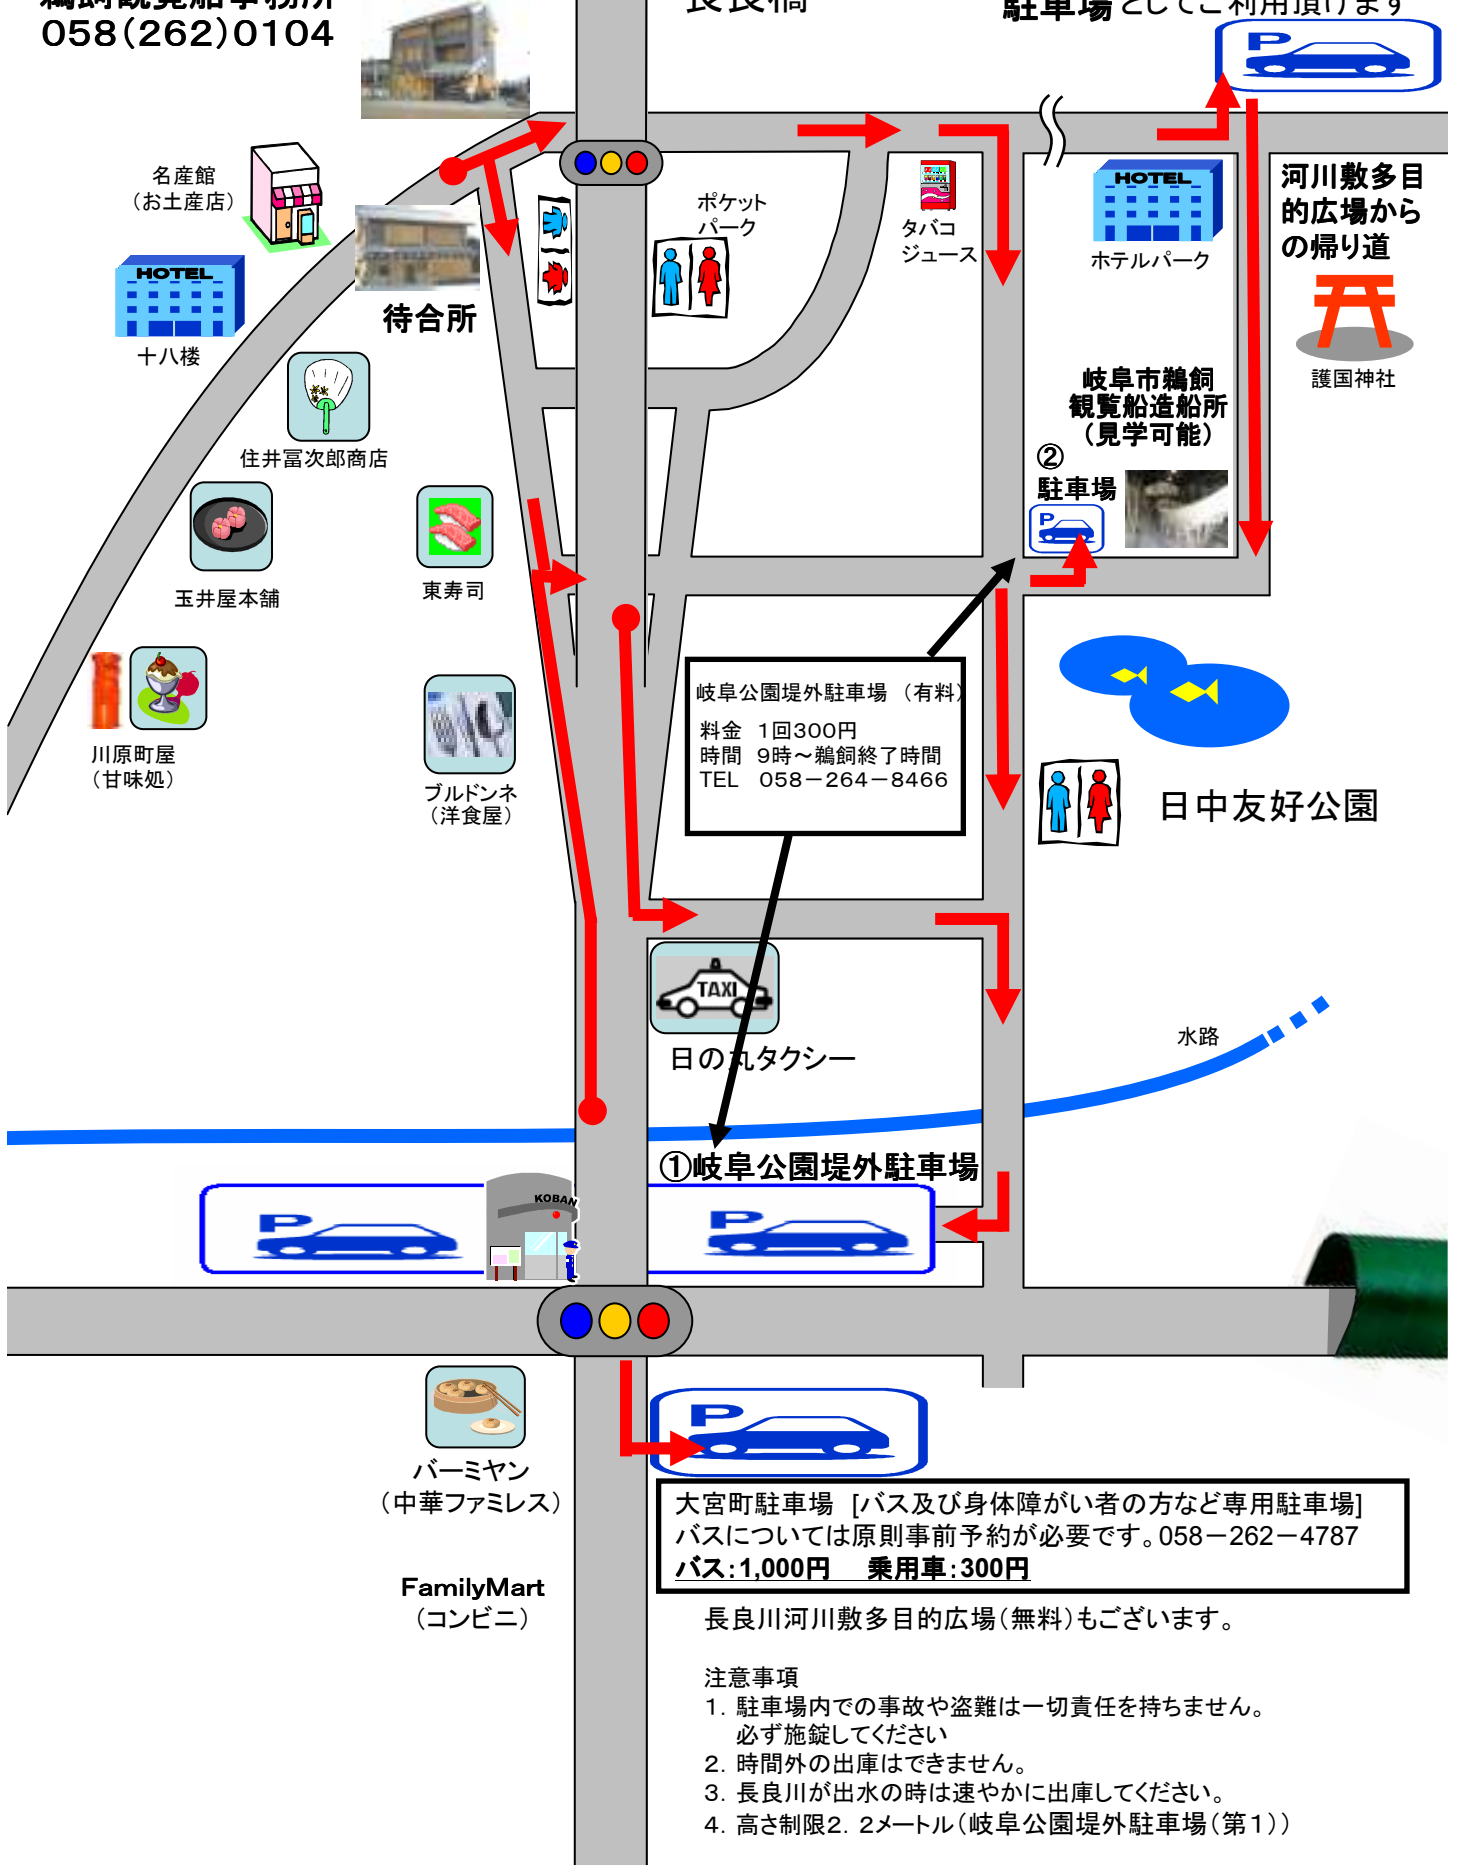 鵜飼観覧船事務所
058(262)0104
長良橋
駐車場としてご利用頂けます
P
名産館
（お土産店）
ポケット
パーク
タバコ
ジュース
HOTEL
ホテルパーク
河川敷多目
的広場から
の帰り道
待合所
HOTEL
十八楼
護国神社
住井冨次郎商店
岐阜市鵜飼
観覧船造船所
（見学可能）
②
駐車場
P
玉井屋本舗
東寿司
岐阜公園堤外駐車場 （有料）
料金 1回300円
時間 9時～鵜飼終了時間
TEL 058－264－8466
川原町屋
（甘味処）
ブルドンネ
（洋食屋）
日中友好公園
TAXI
日の丸タクシー
水路
①岐阜公園堤外駐車場
KOBAN
P
P
バーミヤン
（中華ファミレス）
P
大宮町駐車場 [バス及び身体障がい者の方など専用駐車場]
バスについては原則事前予約が必要です。058－262－4787
バス：1,000円 乗用車：300円
FamilyMart
（コンビニ）
長良川河川敷多目的広場（無料）もございます。
注意事項
1．駐車場内での事故や盗難は一切責任を持ちません。
必ず施錠してください
2．時間外の出庫はできません。
3．長良川が出水の時は速やかに出庫してください。
4．高さ制限2．2メートル（岐阜公園堤外駐車場（第1））